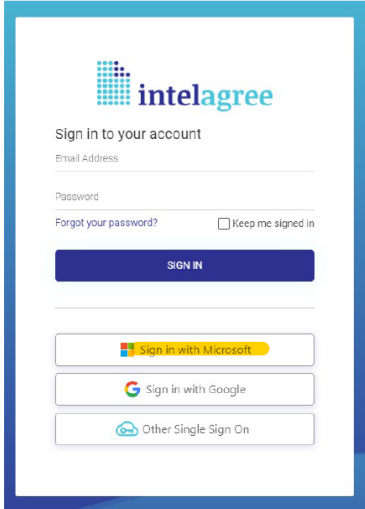 intelagree
Sign in to your account
Email Address
Password
Forgot your password? Keep me signed in
SIGN IN
Sign in with Microsoft
Sign in with Google
Other Single Sign On